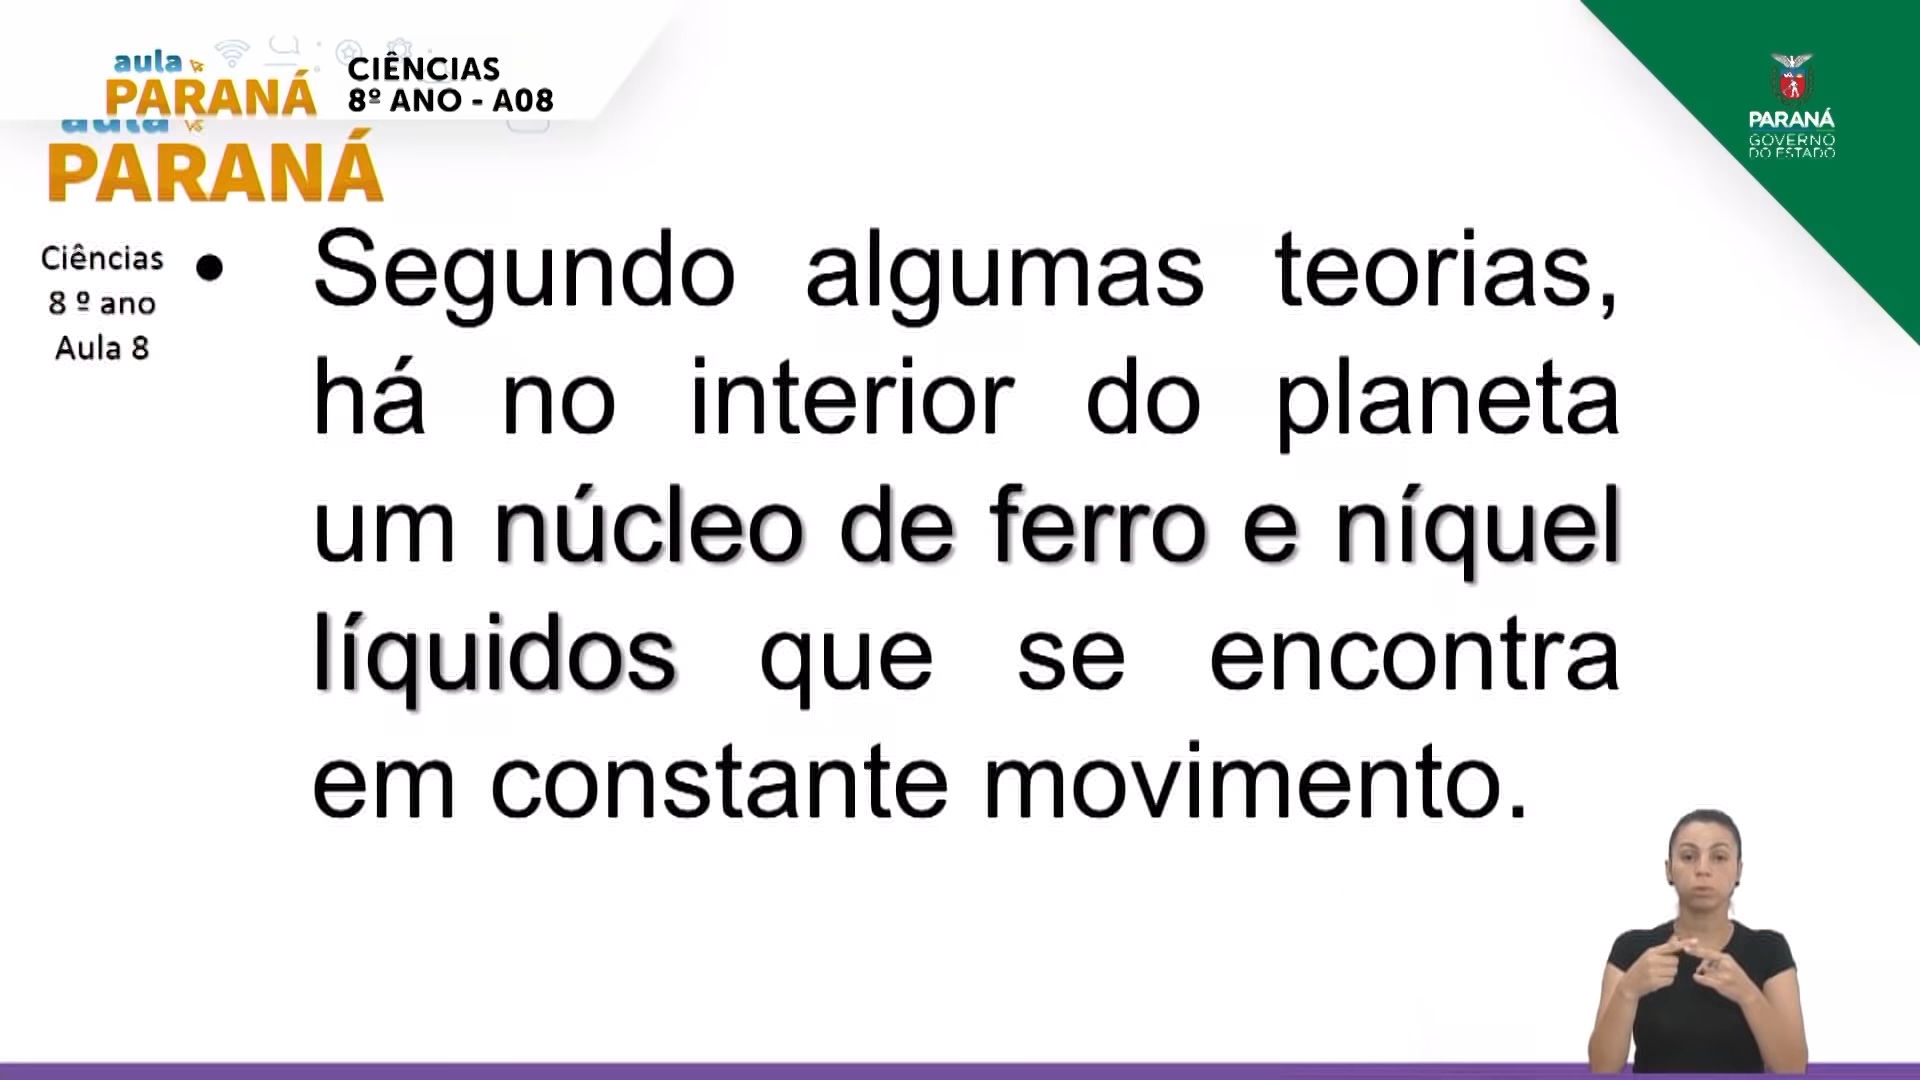 aula
PARANÁ
CIÊNCIAS
8º ANO - A08
aula
PARANÁ
PARANÁ
GOVERNO
DO ESTADO
Ciências
8 º ano
Aula 8
• Segundo algumas teorias,
há no interior do planeta
um núcleo de ferro e níquel
líquidos que se encontra
em constante movimento.